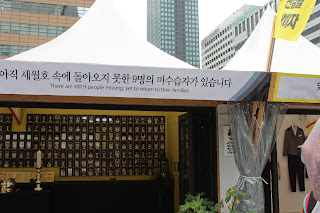 아직 세월호 속에 돌아오지 못한 9명의 미수습자가 있습니다
There are still 9 people missing, yet to return to their families